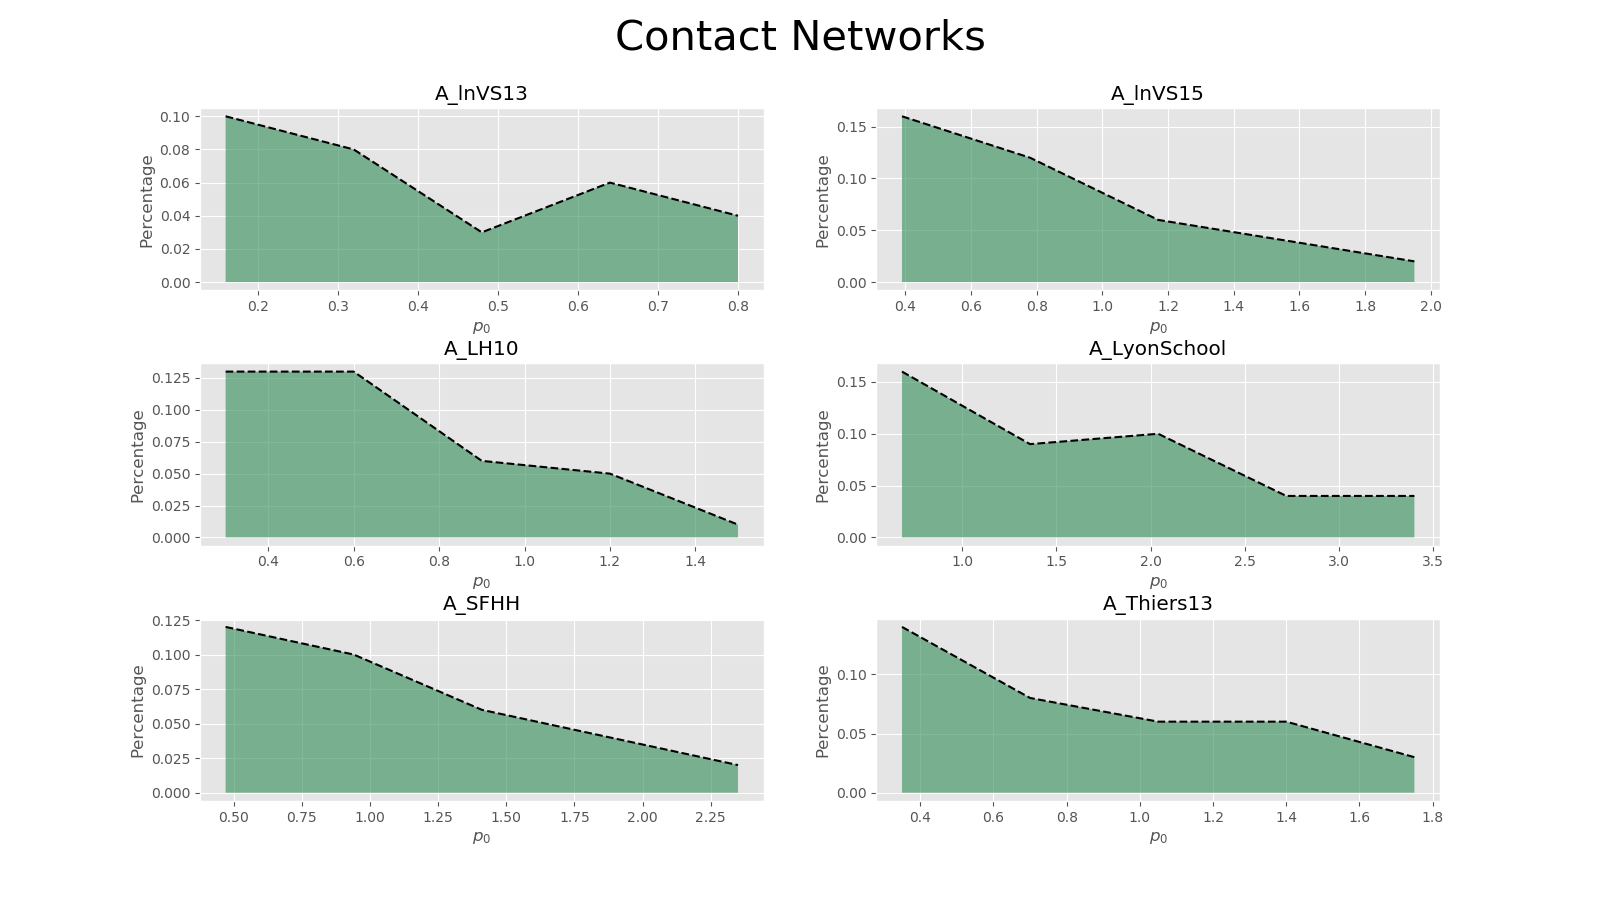 Contact Networks
A_lnVS13
0.10
0.08
0.06
0.04
0.02
0.00
Percentage
0.2 0.3 0.4 0.5 0.6 0.7 0.8
p0
A_lnVS15
0.15
0.10
0.05
0.00
Percentage
0.4 0.6 0.8 1.0 1.2 1.4 1.6 1.8 2.0
p0
A_LH10
0.125
0.100
0.075
0.050
0.025
0.000
Percentage
0.4 0.6 0.8 1.0 1.2 1.4
p0
A_LyonSchool
0.15
0.10
0.05
0.00
Percentage
1.0 1.5 2.0 2.5 3.0 3.5
p0
A_SFHH
0.125
0.100
0.075
0.050
0.025
0.000
Percentage
0.50 0.75 1.00 1.25 1.50 1.75 2.00 2.25
p0
A_Thiers13
0.10
0.05
0.00
Percentage
0.4 0.6 0.8 1.0 1.2 1.4 1.6 1.8
p0